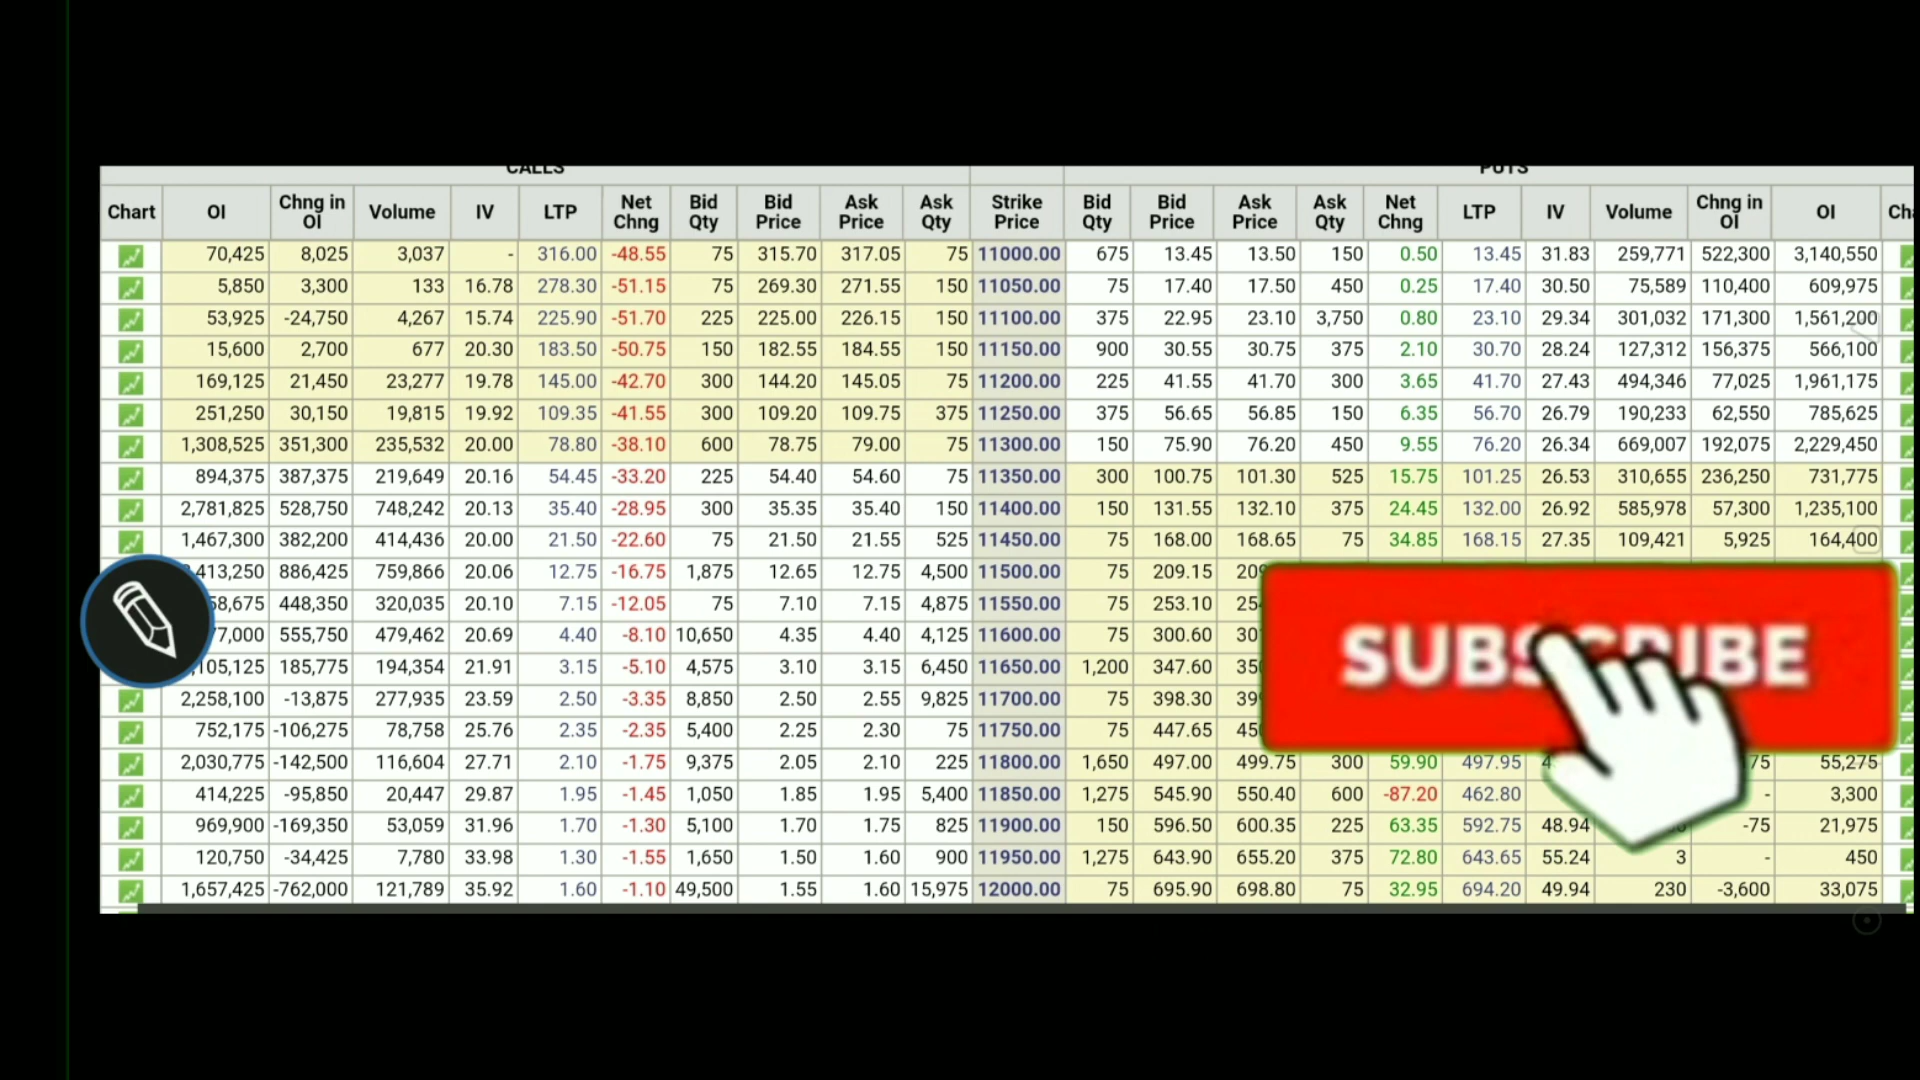 CALLS PUTS
Chart OI Chng in OI Volume IV LTP Net Chng Bid Qty Bid Price Ask Price Ask Qty Strike Price Bid Qty Bid Price Ask Price Ask Qty Net Chng LTP IV Volume Chng in OI OI
70,425 8,025 3,037 - 316.00 -48.55 75 315.70 317.05 75 11000.00 675 13.45 13.50 150 0.50 13.45 31.83 259,771 522,300 3,140,550
5,850 3,300 133 16.78 278.30 -51.15 75 269.30 271.55 150 11050.00 75 17.40 17.50 450 0.25 17.40 30.50 75,589 110,400 609,975
53,925 -24,750 4,267 15.74 225.90 -51.70 225 225.00 226.15 150 11100.00 375 22.95 23.10 3,750 0.80 23.10 29.34 301,032 171,300 1,561,200
15,600 2,700 677 20.30 183.50 -50.75 150 182.55 184.55 150 11150.00 900 30.55 30.75 375 2.10 30.70 28.24 127,312 156,375 566,100
169,125 21,450 23,277 19.78 145.00 -42.70 300 144.20 145.05 75 11200.00 225 41.55 41.70 300 3.65 41.70 27.43 494,346 77,025 1,961,175
251,250 30,150 19,815 19.92 109.35 -41.55 300 109.20 109.75 375 11250.00 375 56.65 56.85 150 6.35 56.70 26.79 190,233 62,550 785,625
1,308,525 351,300 235,532 20.00 78.80 -38.10 600 78.75 79.00 75 11300.00 150 75.90 76.20 450 9.55 76.20 26.34 669,007 192,075 2,229,450
894,375 387,375 219,649 20.16 54.45 -33.20 225 54.40 54.60 75 11350.00 300 100.75 101.30 525 15.75 101.25 26.53 310,655 236,250 731,775
2,781,825 528,750 748,242 20.13 35.40 -28.95 300 35.35 35.40 150 11400.00 150 131.55 132.10 375 24.45 132.00 26.92 585,978 57,300 1,235,100
1,467,300 382,200 414,436 20.00 21.50 -22.60 75 21.50 21.55 525 11450.00 75 168.00 168.65 75 34.85 168.15 27.35 109,421 5,925 164,400
886,425 759,866 20.06 12.75 -16.75 1,875 12.65 12.75 4,500 11500.00 75 209.15
448,350 320,035 20.10 7.15 -12.05 75 7.10 7.15 4,875 11550.00 75 253.10
555,750 479,462 20.69 4.40 -8.10 10,650 4.35 4.40 4,125 11600.00 75 300.60
185,775 194,354 21.91 3.15 -5.10 4,575 3.10 3.15 6,450 11650.00 1,200 347.60
SUBSCRIBE
2,258,100 -13,875 277,935 23.59 2.50 -3.35 8,850 2.50 2.55 9,825 11700.00 75 398.30
752,175 -106,275 78,758 25.76 2.35 -2.35 5,400 2.25 2.30 75 11750.00 75 447.65
2,030,775 -142,500 116,604 27.71 2.10 -1.75 9,375 2.05 2.10 225 11800.00 1,650 497.00 499.75 300 59.90 497.95 55,275
414,225 -95,850 20,447 29.87 1.95 -1.45 1,050 1.85 1.95 5,400 11850.00 1,275 545.90 550.40 600 -87.20 462.80 - 3,300
969,900 -169,350 53,059 31.96 1.70 -1.30 5,100 1.70 1.75 825 11900.00 150 596.50 600.35 225 63.35 592.75 48.94 -75 21,975
120,750 -34,425 7,780 33.98 1.30 -1.55 1,650 1.50 1.60 900 11950.00 1,275 643.90 655.20 375 72.80 643.65 55.24 3 - 450
1,657,425 -762,000 121,789 35.92 1.60 -1.10 49,500 1.55 1.60 15,975 12000.00 75 695.90 698.80 75 32.95 694.20 49.94 230 -3,600 33,075